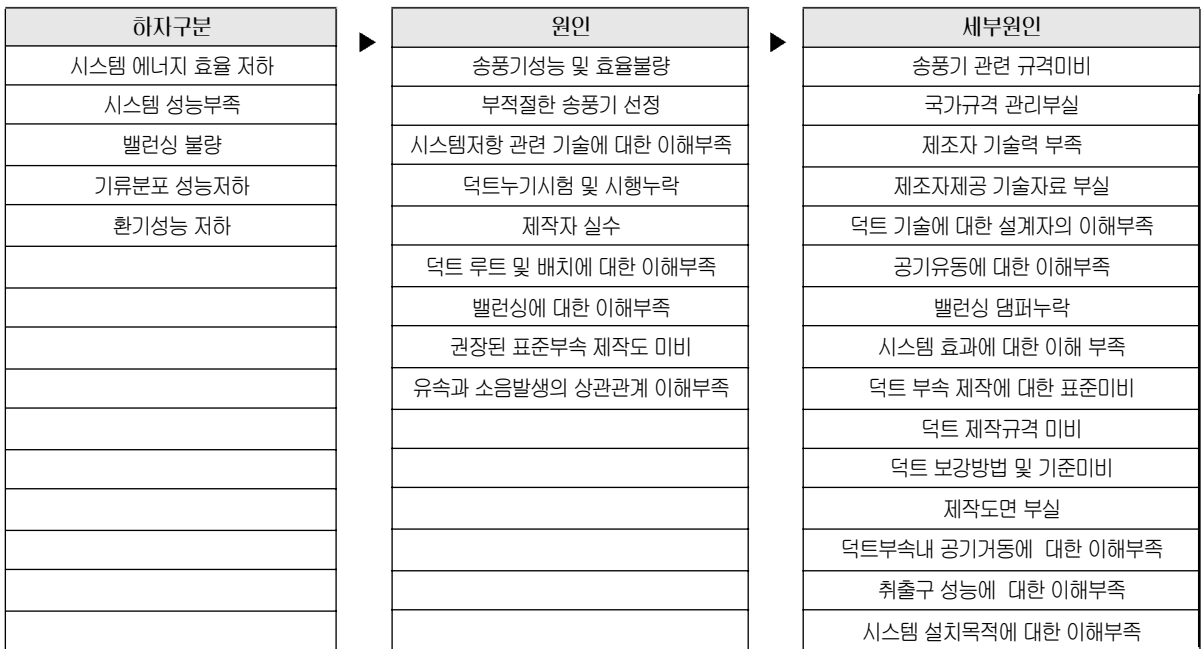 하자구분
시스템 에너지 효율 저하
시스템 성능부족
밸런싱 불량
기류분포 성능저하
환기성능 저하
▶
원인
송풍기성능 및 효율불량
부적절한 송풍기 선정
시스템저항 관련 기술에 대한 이해부족
덕트누기시험 및 시행누락
제작자 실수
덕트 루트 및 배치에 대한 이해부족
밸런싱에 대한 이해부족
권장된 표준부속 제작도 미비
유속과 소음발생의 상관관계 이해부족
▶
세부원인
송풍기 관련 규격미비
국가규격 관리부실
제조자 기술력 부족
제조자제공 기술자료 부실
덕트 기술에 대한 설계자의 이해부족
공기유동에 대한 이해부족
밸런싱 댐퍼누락
시스템 효과에 대한 이해 부족
덕트 부속 제작에 대한 표준미비
덕트 제작규격 미비
덕트 보강방법 및 기준미비
제작도면 부실
덕트부속내 공기거동에 대한 이해부족
취출구 성능에 대한 이해부족
시스템 설치목적에 대한 이해부족